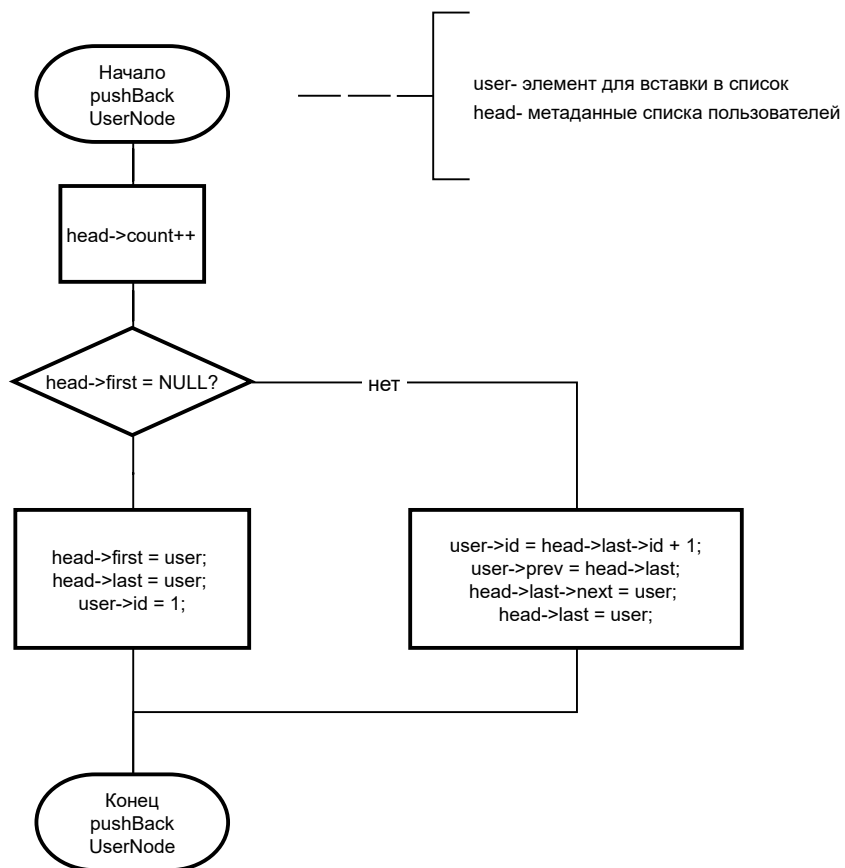 Начало
pushBack
UserNode
user- элемент для вставки в список
head- метаданные списка пользователей
head->count++
head->first = NULL?
нет
head->first = user;
head->last = user;
user->id = 1;
user->id = head->last->id + 1;
user->prev = head->last;
head->last->next = user;
head->last = user;
Конец
pushBack
UserNode